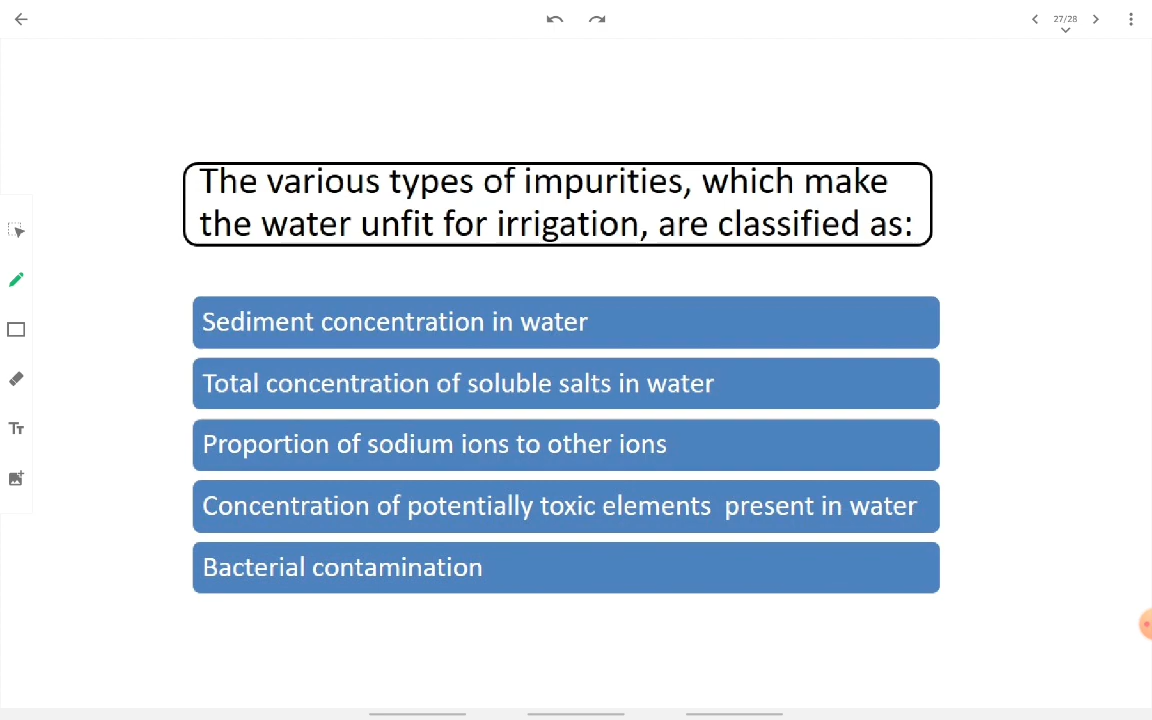 27/28
The various types of impurities, which make
the water unfit for irrigation, are classified as:
Sediment concentration in water
Total concentration of soluble salts in water
Proportion of sodium ions to other ions
Concentration of potentially toxic elements present in water
Bacterial contamination
Tт